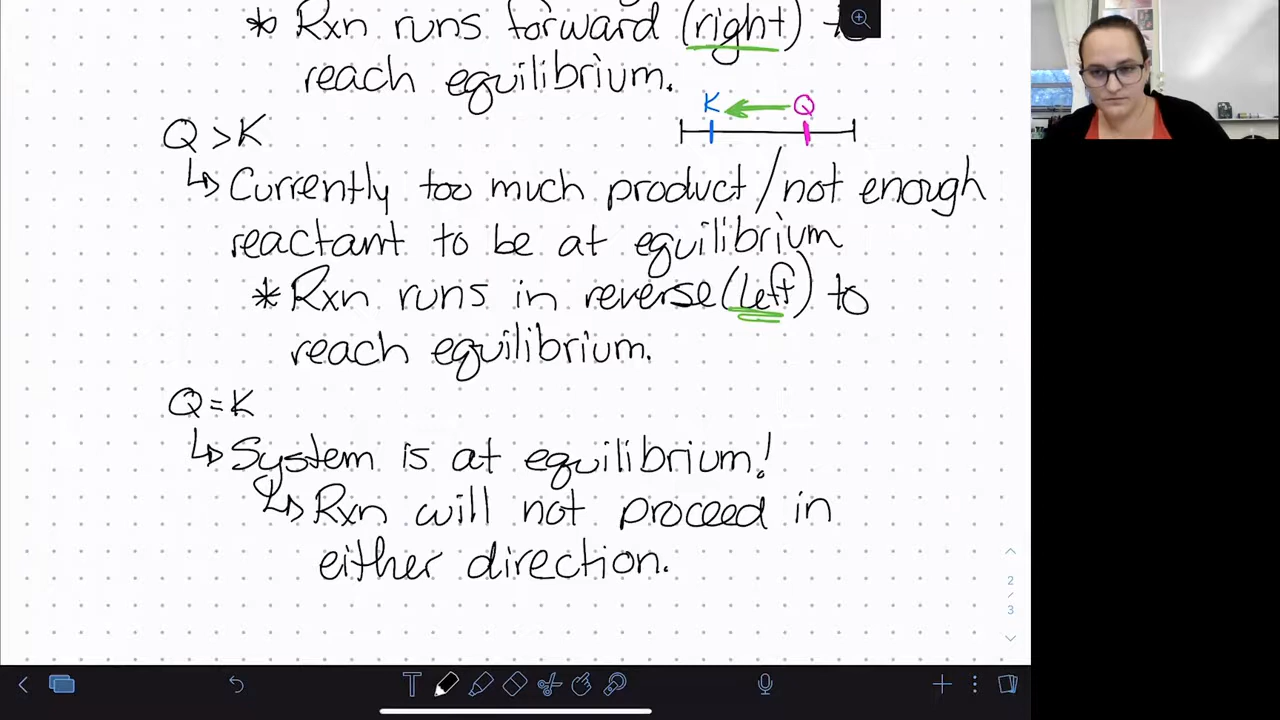 * Rxn runs forward (right) to
reach equilibrium.
K Q
Q > K
↳ Currently too much product/not enough
reactant to be at equilibrium
* Rxn runs in reverse (left) to
reach equilibrium.
Q = K
↳ System is at equilibrium!
↳ Rxn will not proceed in
either direction.
2
/
3
T